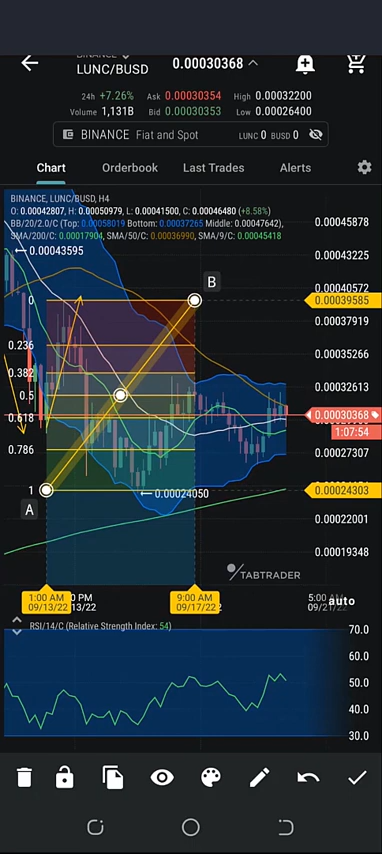 BINANCE
LUNC/BUSD
0.00030368
24h +7.26% Ask 0.00030354 High 0.00032200
Volume 1,131B Bid 0.00030353 Low 0.00026400
BINANCE Fiat and Spot LUNC 0 BUSD 0
Chart Orderbook Last Trades Alerts
BINANCE, LUNC/BUSD, H4
O: 0.00042807, H: 0.00050979, L: 0.00041500, C: 0.00046480 (+8.58%)
BB/20/2.0/C (Top: 0.00058019 Bottom: 0.00037265 Middle: 0.00047642),
SMA/200/C: 0.00017904, SMA/50/C: 0.00036990, SMA/9/C: 0.00045418
0.00045878
0.00043595
0.00043225
0.00040572
B
0
0.00039585
0.00037919
0.236
0.00035266
0.382
0.00032613
0.5
0.618
0.00030368
1:07:54
0.786
0.00027307
1
0.00024303
0.00024050
A
0.00022001
0.00019348
TABTRADER
1:00 AM
09/13/22
PM
13/22
9:00 AM
09/17/22
5:00
09/21/22
auto
RSI/14/C (Relative Strength Index: 54)
70.0
60.0
50.0
40.0
30.0